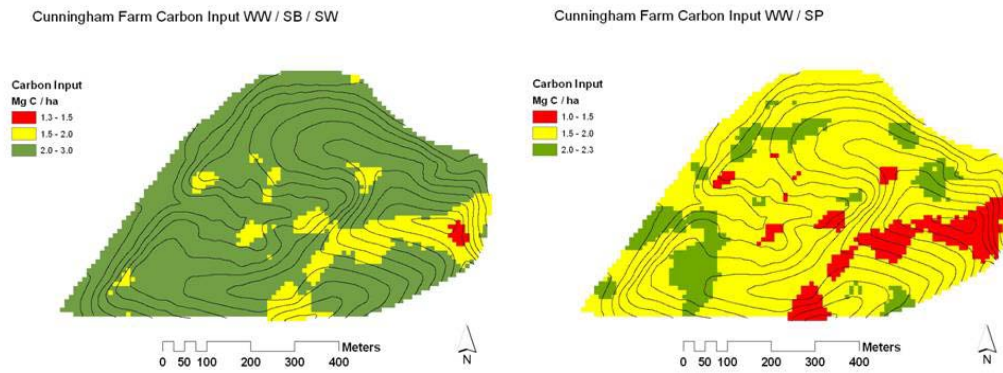 Cunningham Farm Carbon Input WW / SB / SW
Carbon Input
Mg C / ha
1.3 - 1.5
1.5 - 2.0
2.0 - 3.0
0 50 100 200 300 400
Meters
N
Cunningham Farm Carbon Input WW / SP
Carbon Input
Mg C / ha
1.0 - 1.5
1.5 - 2.0
2.0 - 2.3
0 50 100 200 300 400
Meters
N